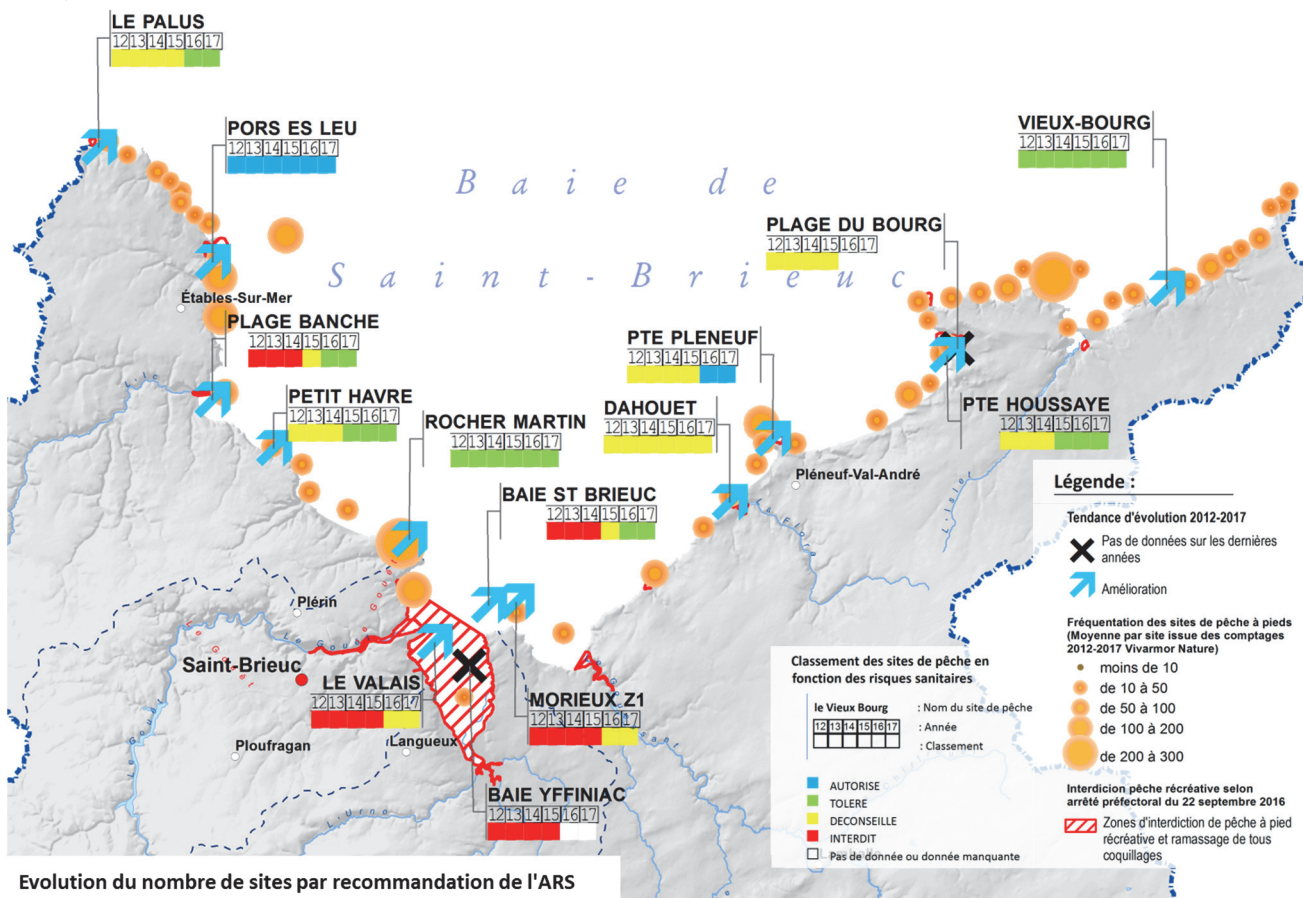 LE PALUS
12 13 14 15 16 17
PORS ES LEU
12 13 14 15 16 17
VIEUX-BOURG
12 13 14 15 16 17
Baie de
Saint-Brieuc
PLAGE DU BOURG
12 13 14 15 16 17
Étables-Sur-Mer
PLAGE BANCHE
12 13 14 15 16 17
PTE PLENEUF
12 13 14 15 16 17
L'Ic
PETIT HAVRE
12 13 14 15 16 17
ROCHER MARTIN
12 13 14 15 16 17
DAHOUET
12 13 14 15 16 17
PTE HOUSSAYE
12 13 14 15 16 17
Pléneuf-Val-André
La Flora
L'Islet
BAIE ST BRIEUC
12 13 14 15 16 17
Plérin
Le Gouët
Saint-Brieuc
LE VALAIS
12 13 14 15 16 17
MORIEUX Z1
12 13 14 15 16 17
Ploufragan
Langueux
L'Urne
BAIE YFFINIAC
12 13 14 15 16 17
Légende :
Tendance d'évolution 2012-2017
Pas de données sur les dernières
années
Amélioration
Fréquentation des sites de pêche à pieds
(Moyenne par site issue des comptages
2012-2017 Vivarmor Nature)
moins de 10
de 10 à 50
de 50 à 100
de 100 à 200
de 200 à 300
Interdicion pêche récréative selon
arrêté préfectoral du 22 septembre 2016
Zones d'interdiction de pêche à pied
récréative et ramassage de tous
coquillages
Classement des sites de pêche en
fonction des risques sanitaires
le Vieux Bourg : Nom du site de pêche
12 13 14 15 16 17 : Année
: Classement
AUTORISE
TOLERE
DECONSEILLE
INTERDIT
Pas de donnée ou donnée manquante
Evolution du nombre de sites par recommandation de l'ARS